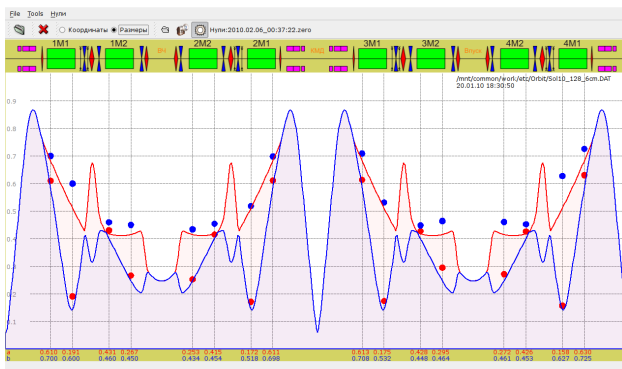 File Tools Нули
Координаты Размеры Нули:2010.02.06_00:37:22.zero
1M1 1M2 ВЧ 2M2 2M1 КМД 3M1 3M2 Впуск 4M2 4M1
/mnt/common/work/etc/Orbit/Sol10_128_6cm.DAT
20.01.10 18:30:50
0.9
0.8
0.7
0.6
0.5
0.4
0.3
0.2
0.1
a 0.610 0.191 0.431 0.267 0.253 0.415 0.172 0.611 0.613 0.175 0.428 0.295 0.272 0.426 0.158 0.630
b 0.700 0.600 0.460 0.450 0.434 0.454 0.518 0.698 0.708 0.532 0.448 0.464 0.461 0.453 0.627 0.725